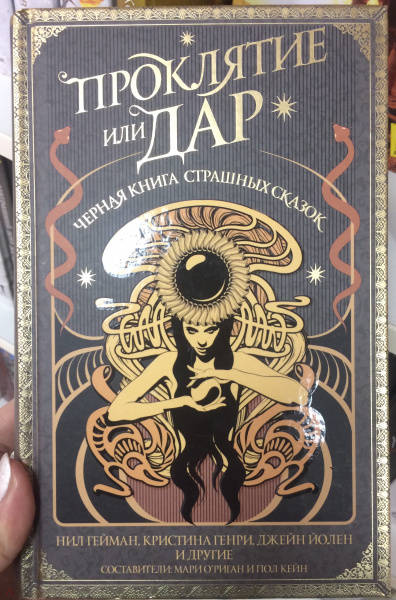 ПРОКЛЯТИЕ
ИЛИ ДАР
ЧЕРНАЯ КНИГА СТРАШНЫХ СКАЗОК
НИЛ ГЕЙМАН, КРИСТИНА ГЕНРИ, ДЖЕЙН ЙОЛЕН
И ДРУГИЕ
СОСТАВИТЕЛИ: МАРИ О'РИГАН И ПОЛ КЕЙН